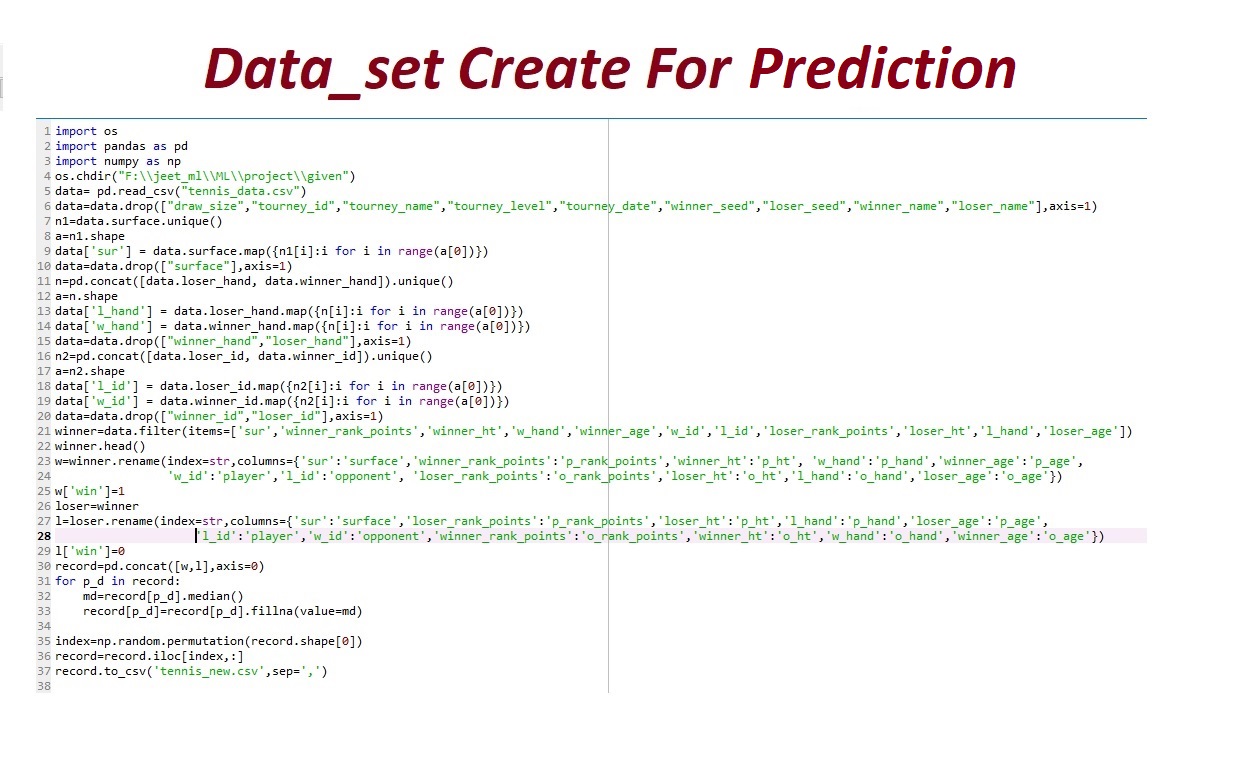 Data_set Create For Prediction
1 import os
2 import pandas as pd
3 import numpy as np
4 os.chdir("F:\\jeet_ml\\ML\\project\\given")
5 data= pd.read_csv("tennis_data.csv")
6 data=data.drop(["draw_size","tourney_id","tourney_name","tourney_level","tourney_date","winner_seed","loser_seed","winner_name","loser_name"],axis=1)
7 n1=data.surface.unique()
8 a=n1.shape
9 data['sur'] = data.surface.map({n1[i]:i for i in range(a[0])})
10 data=data.drop(["surface"],axis=1)
11 n=pd.concat([data.loser_hand, data.winner_hand]).unique()
12 a=n.shape
13 data['l_hand'] = data.loser_hand.map({n[i]:i for i in range(a[0])})
14 data['w_hand'] = data.winner_hand.map({n[i]:i for i in range(a[0])})
15 data=data.drop(["winner_hand","loser_hand"],axis=1)
16 n2=pd.concat([data.loser_id, data.winner_id]).unique()
17 a=n2.shape
18 data['l_id'] = data.loser_id.map({n2[i]:i for i in range(a[0])})
19 data['w_id'] = data.winner_id.map({n2[i]:i for i in range(a[0])})
20 data=data.drop(["winner_id","loser_id"],axis=1)
21 winner=data.filter(items=['sur','winner_rank_points','winner_ht','w_hand','winner_age','w_id','l_id','loser_rank_points','loser_ht','l_hand','loser_age'])
22 winner.head()
23 w=winner.rename(index=str,columns={'sur':'surface','winner_rank_points':'p_rank_points','winner_ht':'p_ht', 'w_hand':'p_hand','winner_age':'p_age',
24 'w_id':'player','l_id':'opponent', 'loser_rank_points':'o_rank_points','loser_ht':'o_ht','l_hand':'o_hand','loser_age':'o_age'})
25 w['win']=1
26 loser=winner
27 l=loser.rename(index=str,columns={'sur':'surface','loser_rank_points':'p_rank_points','loser_ht':'p_ht','l_hand':'p_hand','loser_age':'p_age',
28 'l_id':'player','w_id':'opponent','winner_rank_points':'o_rank_points','winner_ht':'o_ht','w_hand':'o_hand','winner_age':'o_age'})
29 l['win']=0
30 record=pd.concat([w,l],axis=0)
31 for p_d in record:
32 md=record[p_d].median()
33 record[p_d]=record[p_d].fillna(value=md)
34
35 index=np.random.permutation(record.shape[0])
36 record=record.iloc[index,:]
37 record.to_csv('tennis_new.csv',sep=',')
38